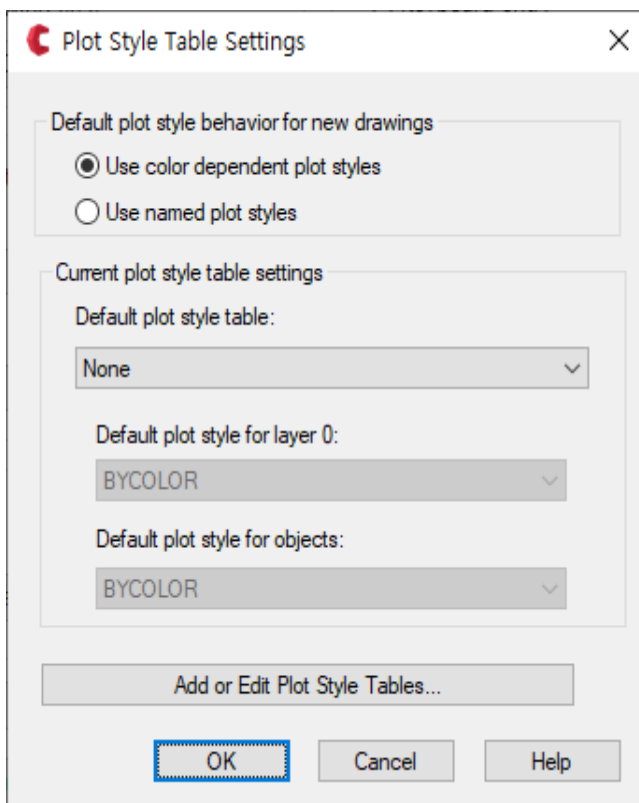 Plot Style Table Settings
Default plot style behavior for new drawings
Use color dependent plot styles
Use named plot styles
Current plot style table settings
Default plot style table:
None
Default plot style for layer 0:
BYCOLOR
Default plot style for objects:
BYCOLOR
Add or Edit Plot Style Tables...
OK Cancel Help